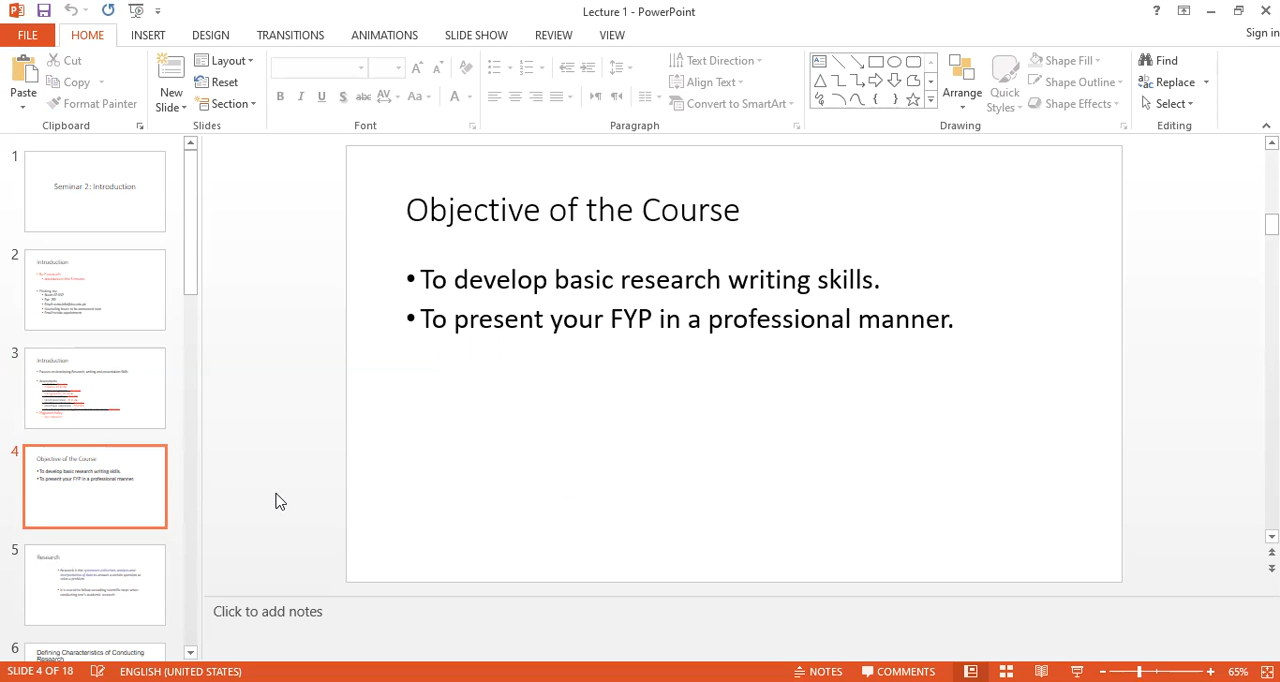 Lecture 1 - PowerPoint
?
FILE
HOME
INSERT
DESIGN
TRANSITIONS
ANIMATIONS
SLIDE SHOW
REVIEW
VIEW
Sign in
Paste
Cut
Copy
Format Painter
Clipboard
New
Slide
Layout
Reset
Section
Slides
B I U S abc AV Aa A
Font
Text Direction
Align Text
Convert to SmartArt
Paragraph
Arrange
Quick
Styles
Shape Fill
Shape Outline
Shape Effects
Drawing
Find
Replace
Select
Editing
1
Seminar 2: Introduction
2
Introduction
3
Introduction
4
Objective of the Course
• To develop basic research writing skills.
• To present your FYP in a professional manner.
5
Research
6
Defining Characteristics of Conducting
Research
Objective of the Course
• To develop basic research writing skills.
• To present your FYP in a professional manner.
Click to add notes
SLIDE 4 OF 18
ENGLISH (UNITED STATES)
NOTES
COMMENTS
65%